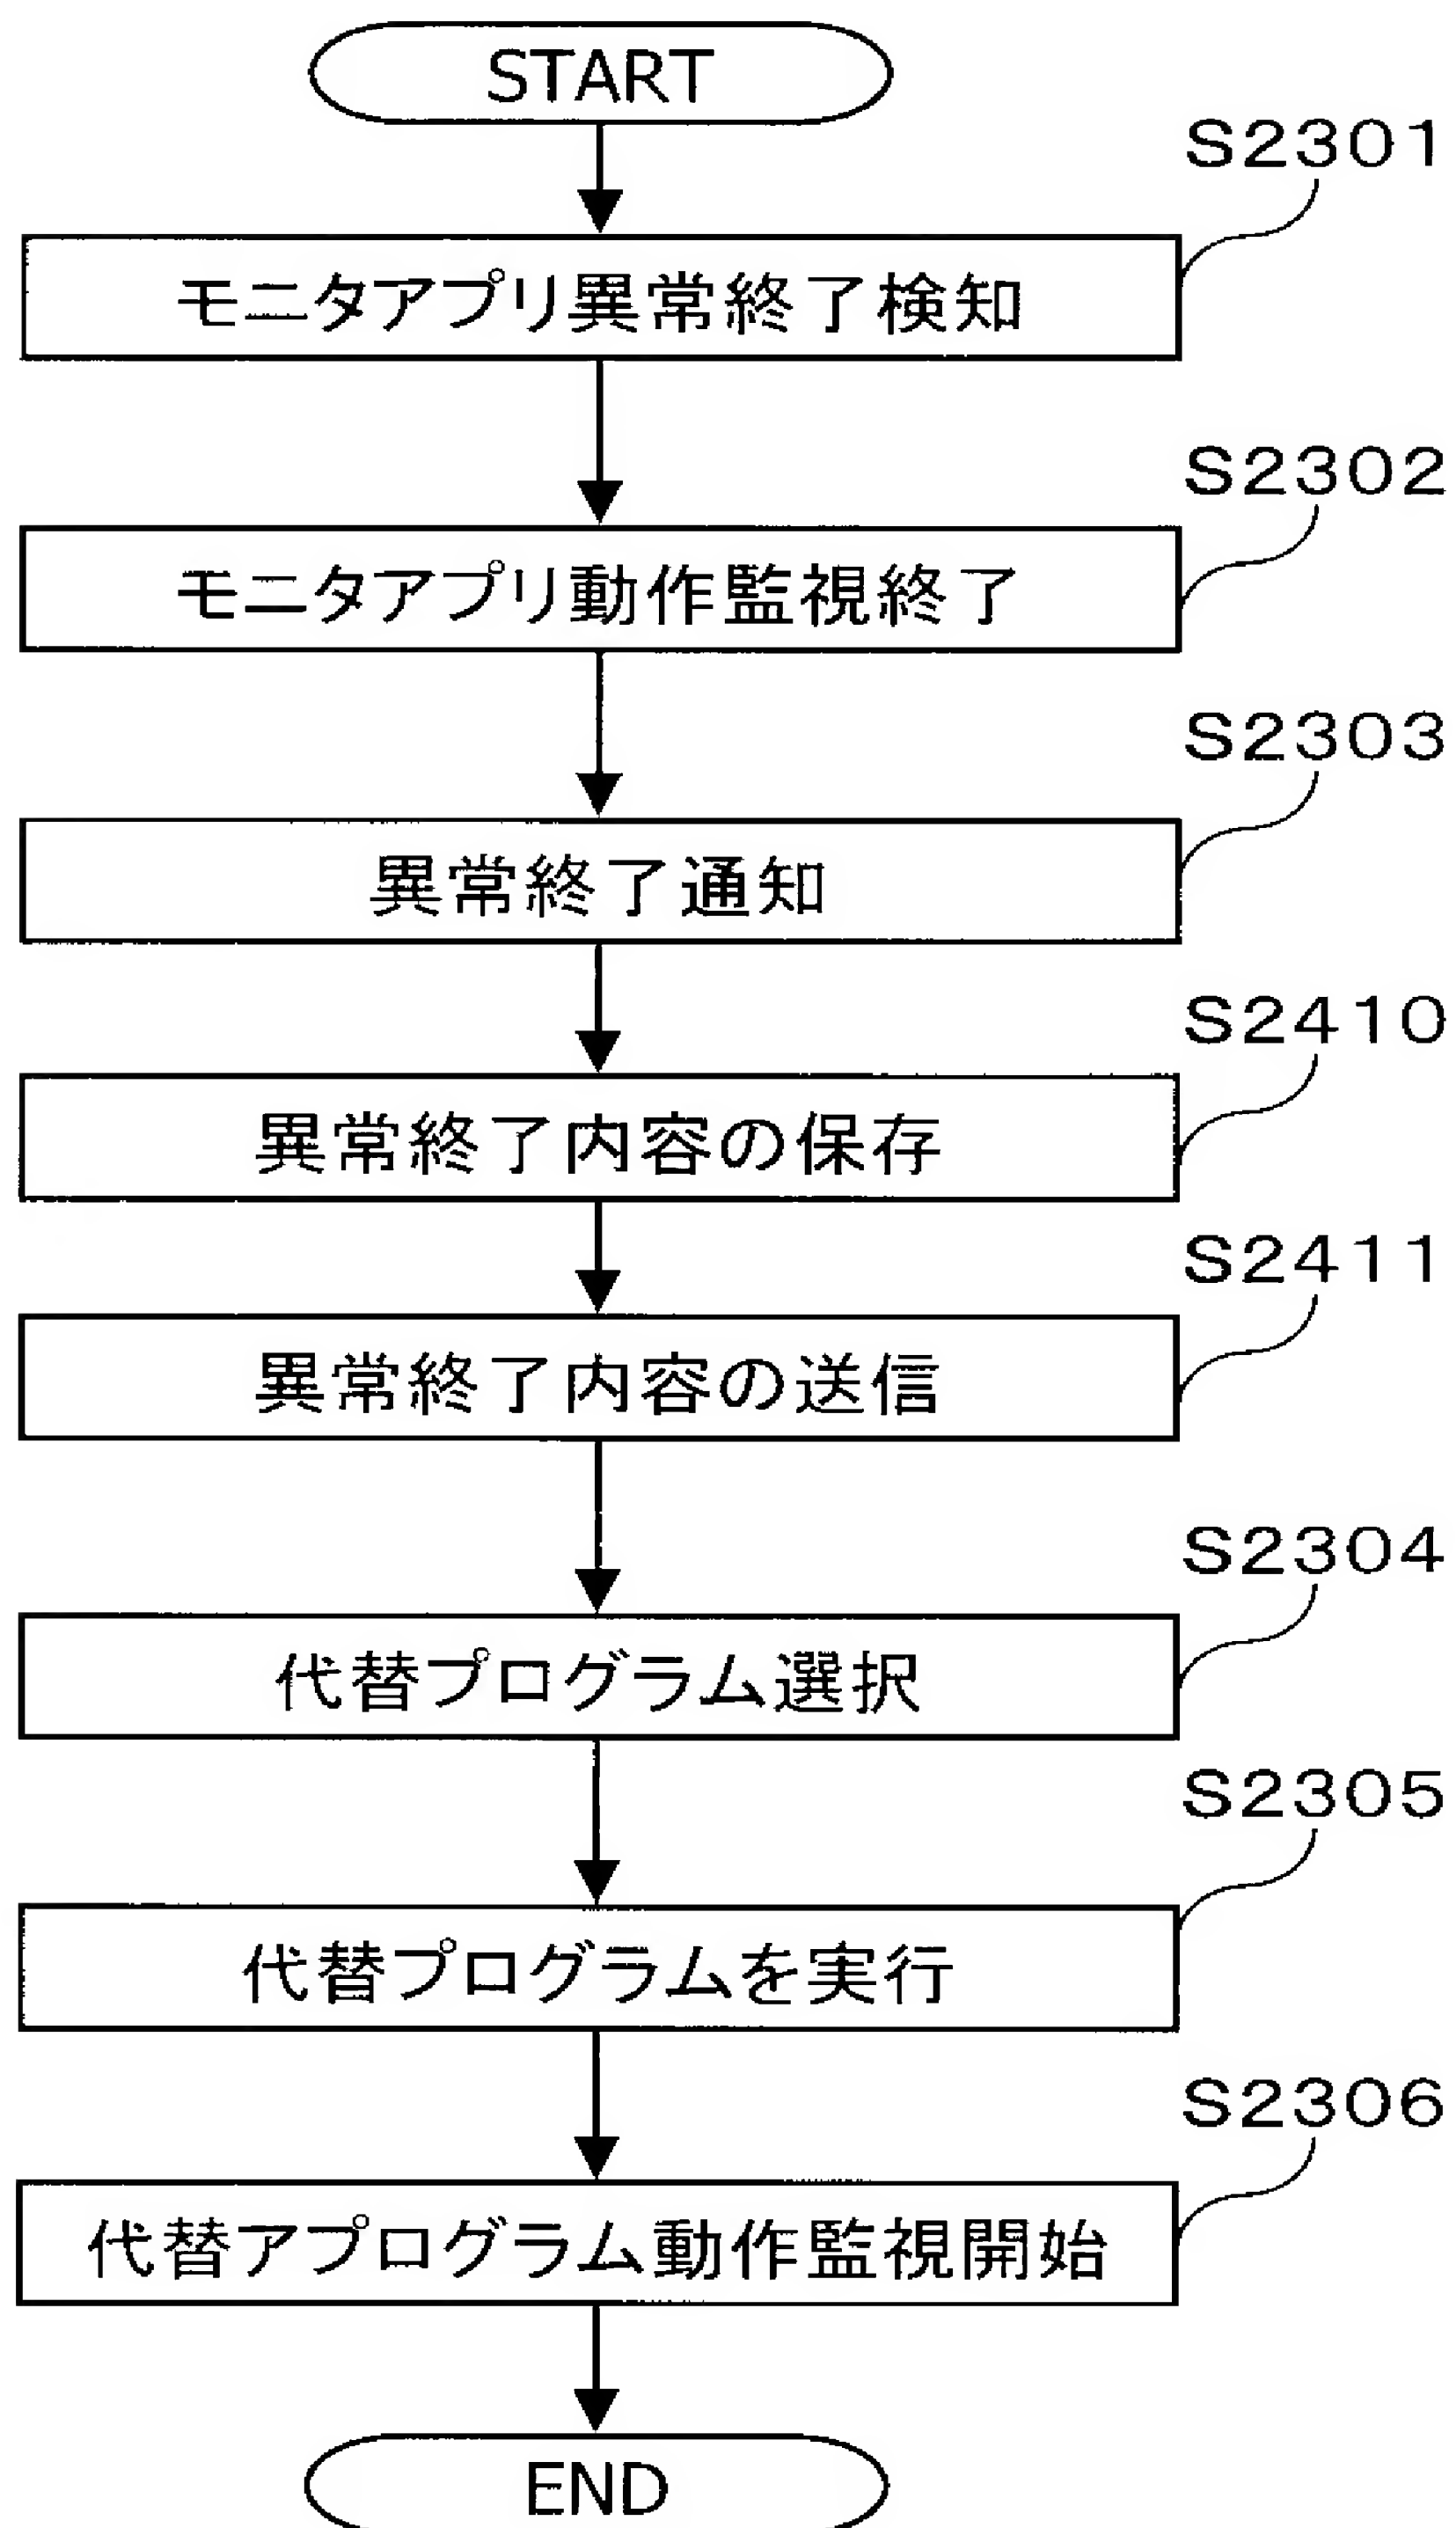 START
S2301
モニタアプリ異常終了検知
S2302
モニタアプリ動作監視終了
S2303
異常終了通知
S2410
異常終了内容の保存
S2411
異常終了内容の送信
S2304
代替プログラム選択
S2305
代替プログラムを実行
S2306
代替アプログラム動作監視開始
END